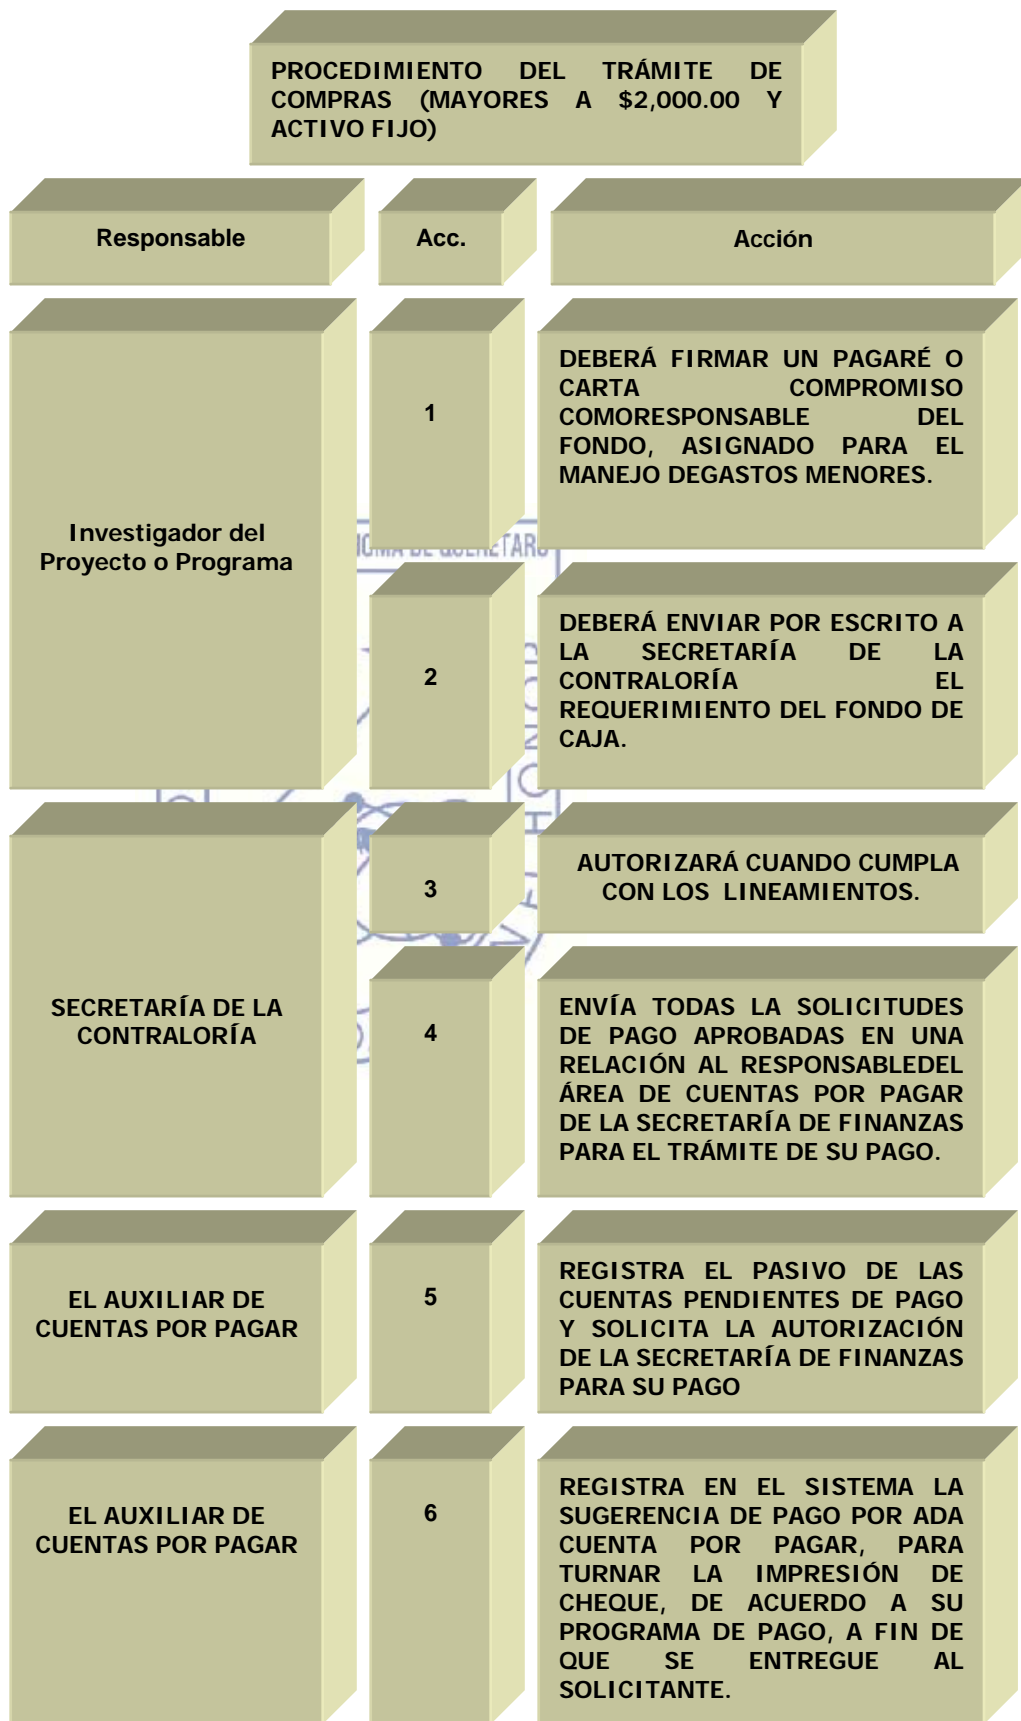 PROCEDIMIENTO DEL TRÁMITE DE
COMPRAS (MAYORES A $2,000.00 Y
ACTIVO FIJO)
Responsable
Acc.
Acción
Investigador del
Proyecto o Programa
1
DEBERÁ FIRMAR UN PAGARÉ O
CARTA COMPROMISO
COMORESPONSABLE DEL
FONDO, ASIGNADO PARA EL
MANEJO DEGASTOS MENORES.
DE QUERÉTARO
2
DEBERÁ ENVIAR POR ESCRITO A
LA SECRETARÍA DE LA
CONTRALORÍA EL
REQUERIMIENTO DEL FONDO DE
CAJA.
SECRETARÍA DE LA
CONTRALORÍA
3
AUTORIZARÁ CUANDO CUMPLA
CON LOS LINEAMIENTOS.
4
ENVÍA TODAS LA SOLICITUDES
DE PAGO APROBADAS EN UNA
RELACIÓN AL RESPONSABLEDEL
ÁREA DE CUENTAS POR PAGAR
DE LA SECRETARÍA DE FINANZAS
PARA EL TRÁMITE DE SU PAGO.
EL AUXILIAR DE
CUENTAS POR PAGAR
5
REGISTRA EL PASIVO DE LAS
CUENTAS PENDIENTES DE PAGO
Y SOLICITA LA AUTORIZACIÓN
DE LA SECRETARÍA DE FINANZAS
PARA SU PAGO
EL AUXILIAR DE
CUENTAS POR PAGAR
6
REGISTRA EN EL SISTEMA LA
SUGERENCIA DE PAGO POR ADA
CUENTA POR PAGAR, PARA
TURNAR LA IMPRESIÓN DE
CHEQUE, DE ACUERDO A SU
PROGRAMA DE PAGO, A FIN DE
QUE SE ENTREGUE AL
SOLICITANTE.